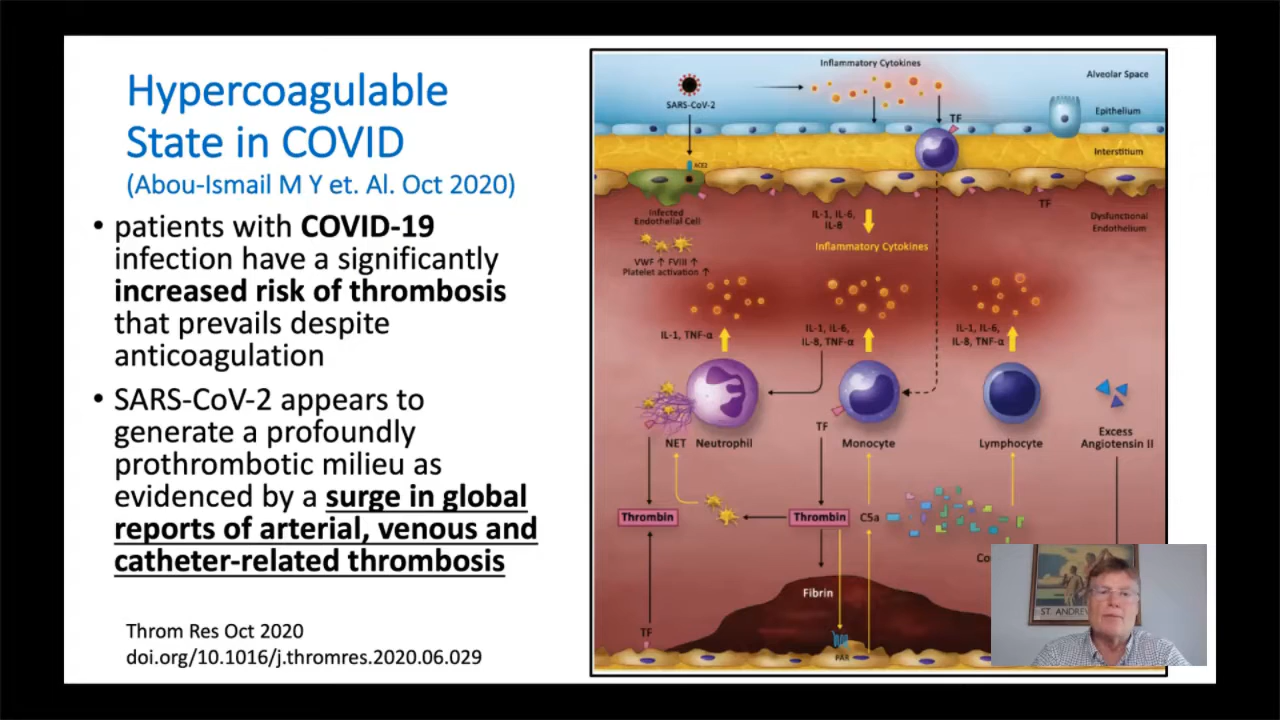 Hypercoagulable
State in COVID
(Abou-Ismail M Y et. Al. Oct 2020)
• patients with COVID-19
infection have a significantly
increased risk of thrombosis
that prevails despite
anticoagulation
• SARS-CoV-2 appears to
generate a profoundly
prothrombotic milieu as
evidenced by a surge in global
reports of arterial, venous and
catheter-related thrombosis
Throm Res Oct 2020
doi.org/10.1016/j.thromres.2020.06.029
Inflammatory Cytokines
Alveolar Space
SARS-CoV-2
Epithelium
TF
Interstitium
ACE2
TF
Infected
Endothelial Cell
IL-1, IL-6,
IL-8
Dysfunctional
Endothelium
Inflammatory Cytokines
VWF ↑ FVIII ↑
Platelet activation ↑
IL-1, TNF-α
IL-1, IL-6,
IL-8, TNF-α
IL-1, IL-6,
IL-8, TNF-α
TF
NET
Neutrophil
Monocyte
Lymphocyte
Excess
Angiotensin II
Thrombin
Thrombin
C5a
Co
Fibrin
TF
PAR
ST. ANDRE